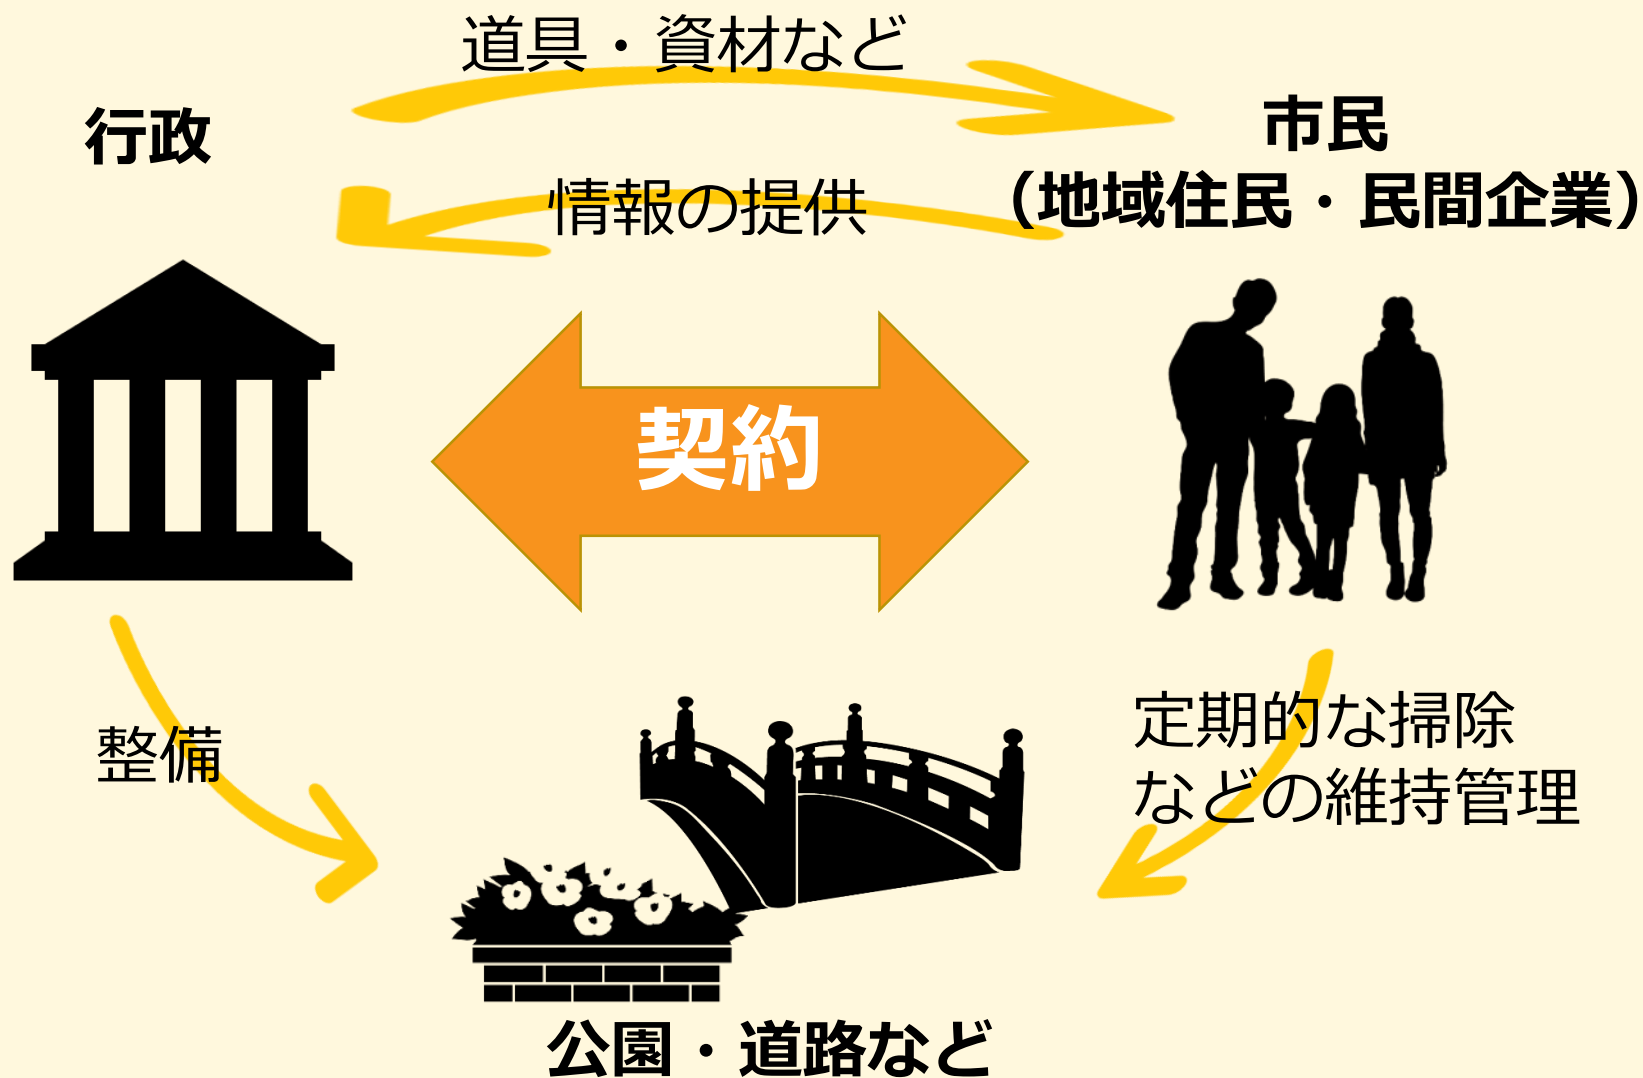 道具・資材など
行政
市民
（地域住民・民間企業）
情報の提供
契約
整備
定期的な掃除
などの維持管理
公園・道路など